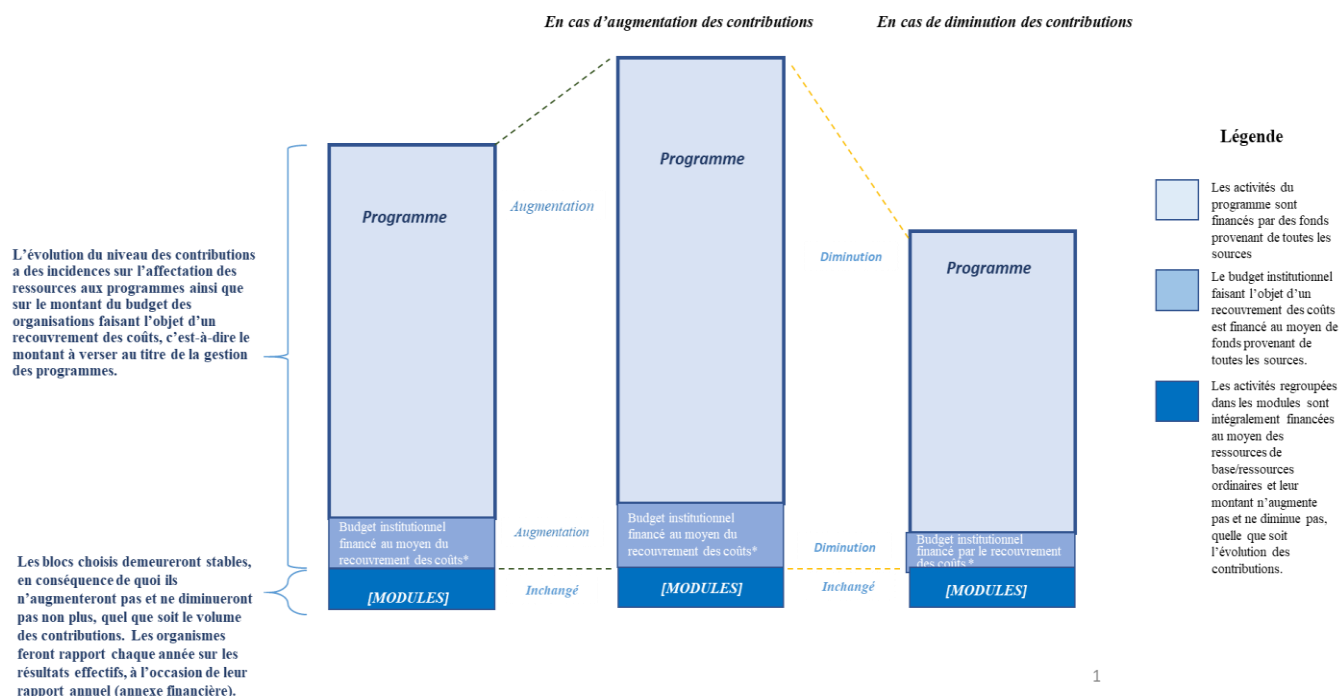 En cas d’augmentation des contributions
En cas de diminution des contributions
L’évolution du niveau des contributions
a des incidences sur l’affectation des
ressources aux programmes ainsi que
sur le montant du budget des
organisations faisant l’objet d’un
recouvrement des coûts, c’est-à-dire le
montant à verser au titre de la gestion
des programmes.
Les blocs choisis demeureront stables,
en conséquence de quoi ils
n’augmenteront pas et ne diminueront
pas non plus, quel que soit le volume
des contributions. Les organismes
feront rapport chaque année sur les
résultats effectifs, à l’occasion de leur
rapport annuel (annexe financière).
Programme
Budget institutionnel
financé au moyen du
recouvrement des coûts*
[MODULES]
Augmentation
Augmentation
Inchangé
Programme
Budget institutionnel
financé au moyen du
recouvrement des coûts*
[MODULES]
Diminution
Diminution
Inchangé
Programme
Budget institutionnel
financé par le recouvrement
des coûts *
[MODULES]
Légende
Les activités du
programme sont
financés par des fonds
provenant de toutes les
sources
Le budget institutionnel
faisant l’objet d’un
recouvrement des coûts
est financé au moyen de
fonds provenant de
toutes les sources.
Les activités regroupées
dans les modules sont
intégralement financées
au moyen des
ressources de
base/ressources
ordinaires et leur
montant n’augmente
pas et ne diminue pas,
quelle que soit
l’évolution des
contributions.
1